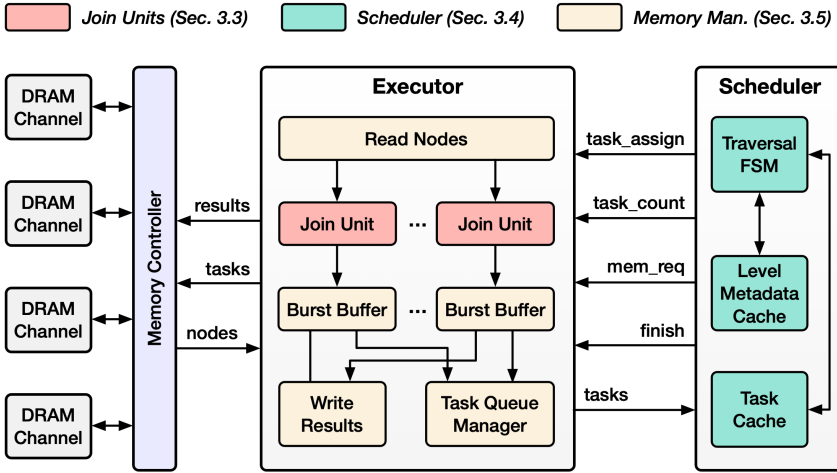 Join Units (Sec. 3.3)
Scheduler (Sec. 3.4)
Memory Man. (Sec. 3.5)
DRAM
Channel
DRAM
Channel
DRAM
Channel
DRAM
Channel
Memory Controller
results
tasks
nodes
Executor
Read Nodes
Join Unit
...
Join Unit
Burst Buffer
...
Burst Buffer
Write
Results
Task Queue
Manager
task_assign
task_count
mem_req
finish
tasks
Scheduler
Traversal
FSM
Level
Metadata
Cache
Task
Cache